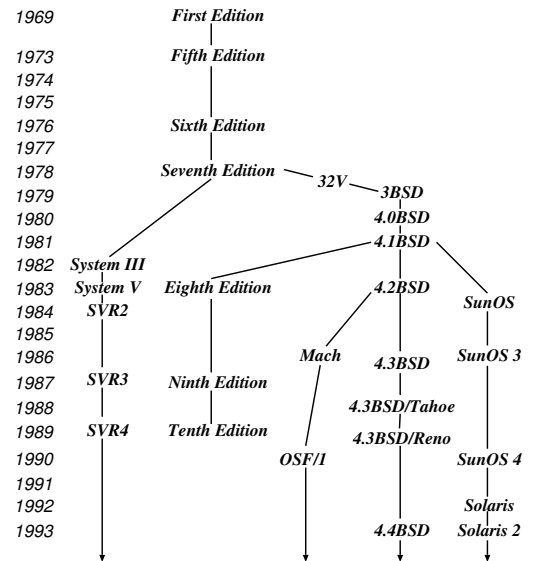 1969 First Edition
1973 Fifth Edition
1974
1975
1976 Sixth Edition
1977
1978 Seventh Edition
32V
1979 3BSD
1980 4.0BSD
1981 4.1BSD
1982 System III
1983 System V Eighth Edition 4.2BSD
1984 SVR2 SunOS
1985
1986 Mach 4.3BSD SunOS 3
1987 SVR3 Ninth Edition
1988 4.3BSD/Tahoe
1989 SVR4 Tenth Edition 4.3BSD/Reno
1990 OSF/1 SunOS 4
1991
1992 Solaris
1993 4.4BSD Solaris 2